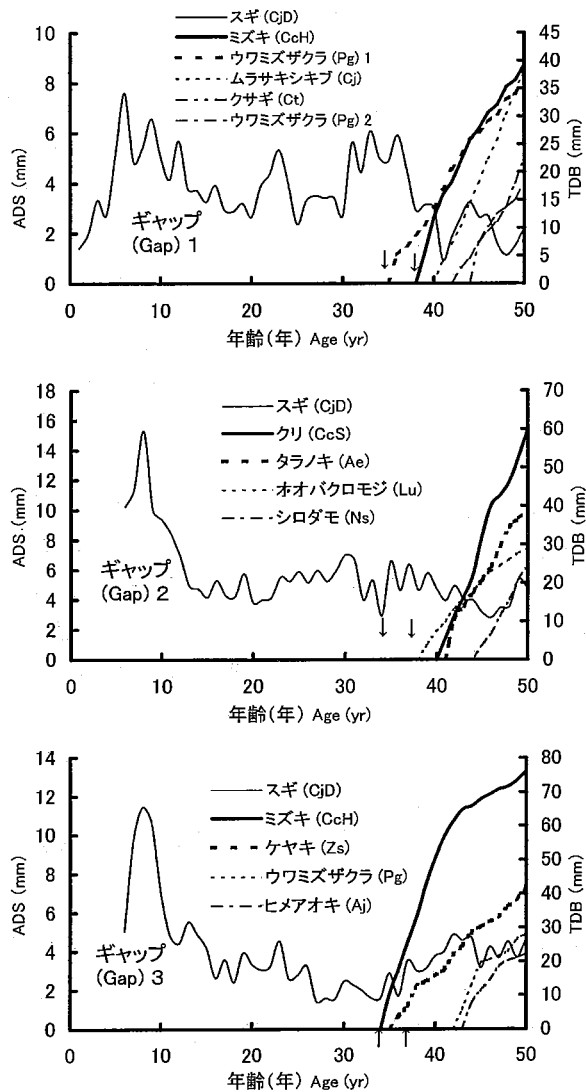 スギ (CjD)
ミズキ (CcH)
ウワミズザクラ (Pg) 1
ムラサキシキブ (Cj)
クサギ (Ct)
ウワミズザクラ (Pg) 2
10
8
6
4
2
0
ADS (mm)
45
40
35
30
25
20
15
10
5
0
TDB (mm)
ギャップ
(Gap) 1
↓ ↓
0 10 20 30 40 50
年齢(年) Age (yr)
スギ (CjD)
クリ (CcS)
タラノキ (Ae)
オオバクロモジ (Lu)
シロダモ (Ns)
18
16
14
12
10
8
6
4
2
0
ADS (mm)
70
60
50
40
30
20
10
0
TDB (mm)
ギャップ
(Gap) 2
↓ ↓
0 10 20 30 40 50
年齢(年) Age (yr)
スギ (CjD)
ミズキ (CcH)
ケヤキ (Zs)
ウワミズザクラ (Pg)
ヒメアオキ (Aj)
14
12
10
8
6
4
2
0
ADS (mm)
80
70
60
50
40
30
20
10
0
TDB (mm)
ギャップ
(Gap) 3
↑ ↑
0 10 20 30 40 50
年齢(年) Age (yr)